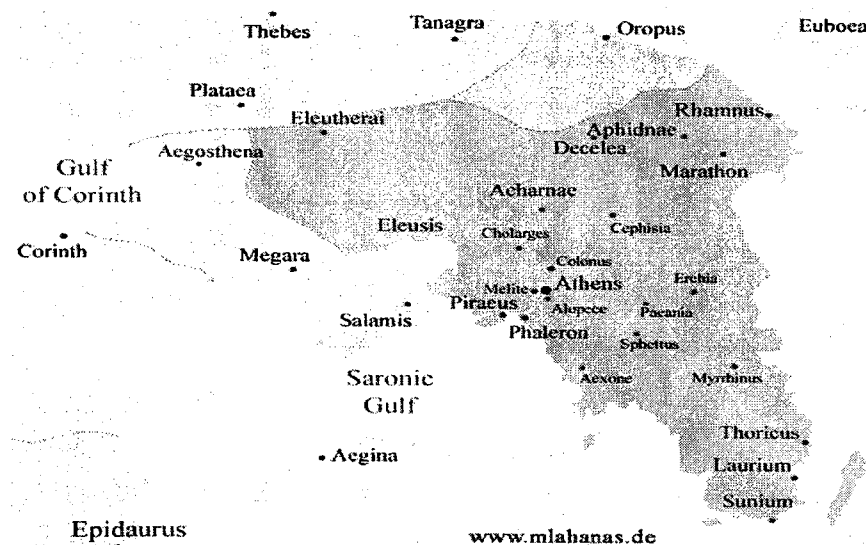 Thebes
Tanagra
Oropus
Euboea
Plataea
Eleutherai
Rhamnus
Aphidnae
Decelea
Aegosthena
Marathon
Gulf
of Corinth
Acharnae
Eleusis
Cephisia
Cholarges
Corinth
Megara
Colonus
Athens
Erchia
Melite
Piraeus
Alopece
Paeania
Salamis
Phaleron
Sphettus
Saronic
Gulf
Aexone
Myrrhinus
Thoricus
Aegina
Laurium
Sunium
Epidaurus
www.mlahanas.de